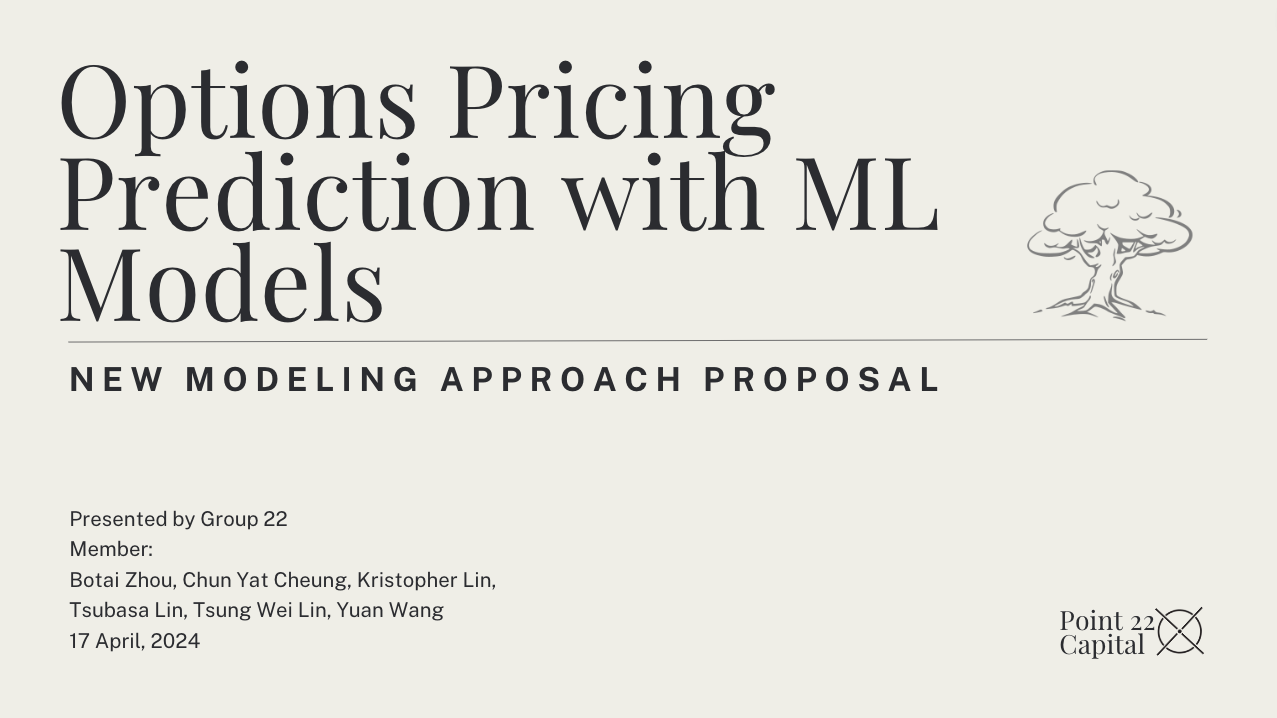 Options Pricing
Prediction with ML
Models
NEW MODELING APPROACH PROPOSAL
Presented by Group 22
Member:
Botai Zhou, Chun Yat Cheung, Kristopher Lin,
Tsubasa Lin, Tsung Wei Lin, Yuan Wang
17 April, 2024
Point 22
Capital